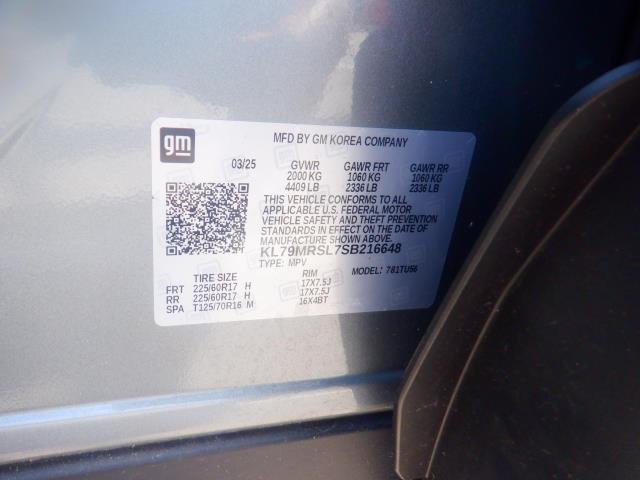 gm
MFD BY GM KOREA COMPANY
03/25 GVWR GAWR FRT GAWR RR
2000 KG 1060 KG 1060 KG
4409 LB 2336 LB 2336 LB
THIS VEHICLE CONFORMS TO ALL
APPLICABLE U.S. FEDERAL MOTOR
VEHICLE SAFETY AND THEFT PREVENTION
STANDARDS IN EFFECT ON THE DATE OF
MANUFACTURE SHOWN ABOVE.
KL79MRSL7SB216648
TYPE: MPV MODEL: 781TU56
TIRE SIZE RIM
FRT 225/60R17 H 17X7.5J
RR 225/60R17 H 17X7.5J
SPA T125/70R16 M 16X4BT